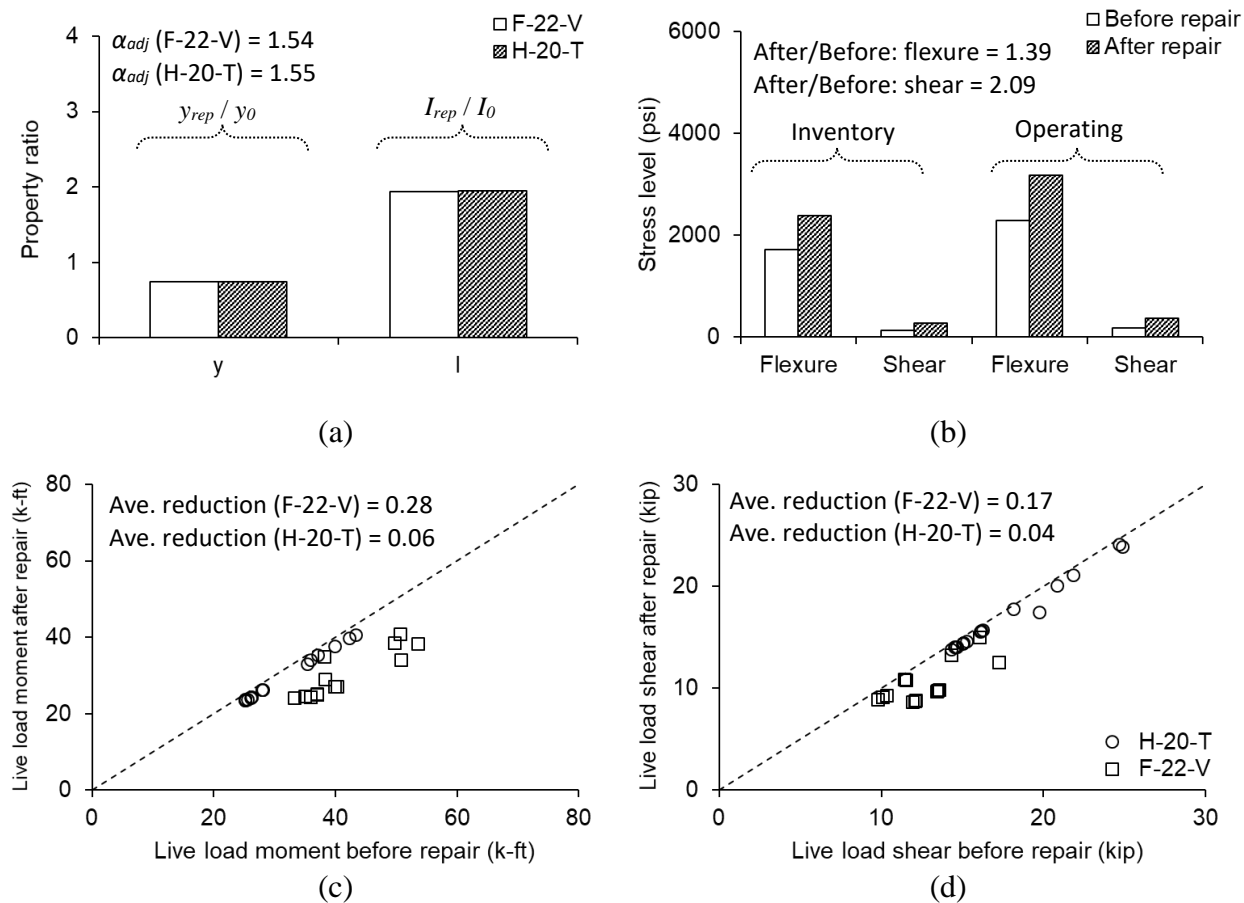 F-22-V
H-20-T
α_adj (F-22-V) = 1.54
α_adj (H-20-T) = 1.55
y_rep / y_0
I_rep / I_0
Property ratio
4
3
2
1
0
y
I
(a)
Before repair
After repair
After/Before: flexure = 1.39
After/Before: shear = 2.09
Inventory
Operating
Stress level (psi)
6000
4000
2000
0
Flexure
Shear
Flexure
Shear
(b)
Ave. reduction (F-22-V) = 0.28
Ave. reduction (H-20-T) = 0.06
Live load moment after repair (k-ft)
80
60
40
20
0
0
20
40
60
80
Live load moment before repair (k-ft)
(c)
Ave. reduction (F-22-V) = 0.17
Ave. reduction (H-20-T) = 0.04
Live load shear after repair (kip)
30
20
10
0
H-20-T
F-22-V
0
10
20
30
Live load shear before repair (kip)
(d)